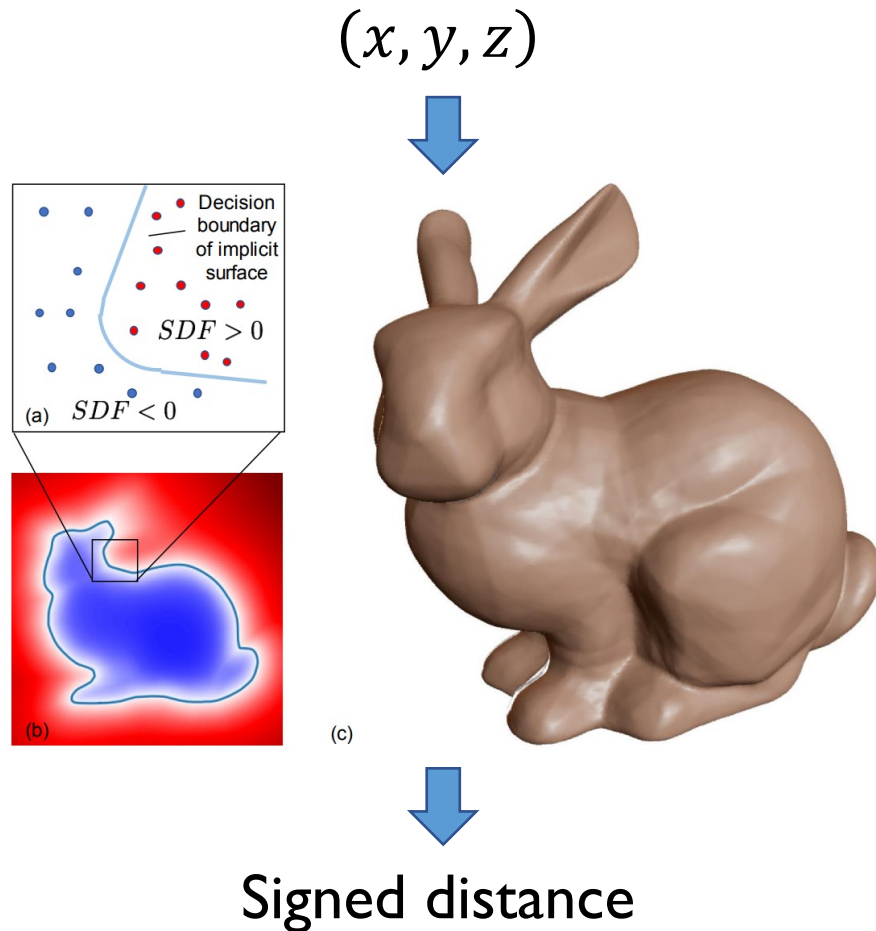 (x, y, z)
Decision
boundary
of implicit
surface
SDF > 0
SDF < 0
(a)
(b)
(c)
Signed distance